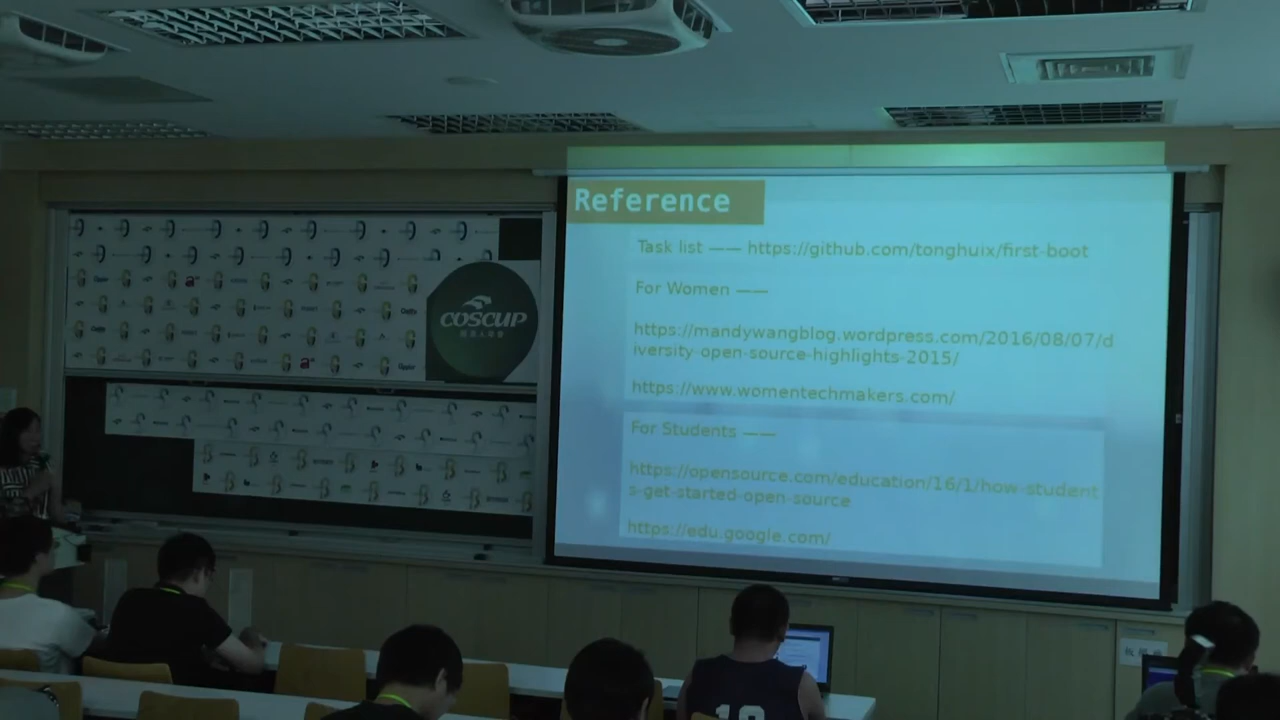 Reference
Task list —— https://github.com/tonghuix/first-boot
For Women ——
https://mandywangblog.wordpress.com/2016/08/07/d
iversity-open-source-highlights-2015/
https://www.womentechmakers.com/
For Students ——
https://opensource.com/education/16/1/how-student
s-get-started-open-source
https://edu.google.com/
COSCUP